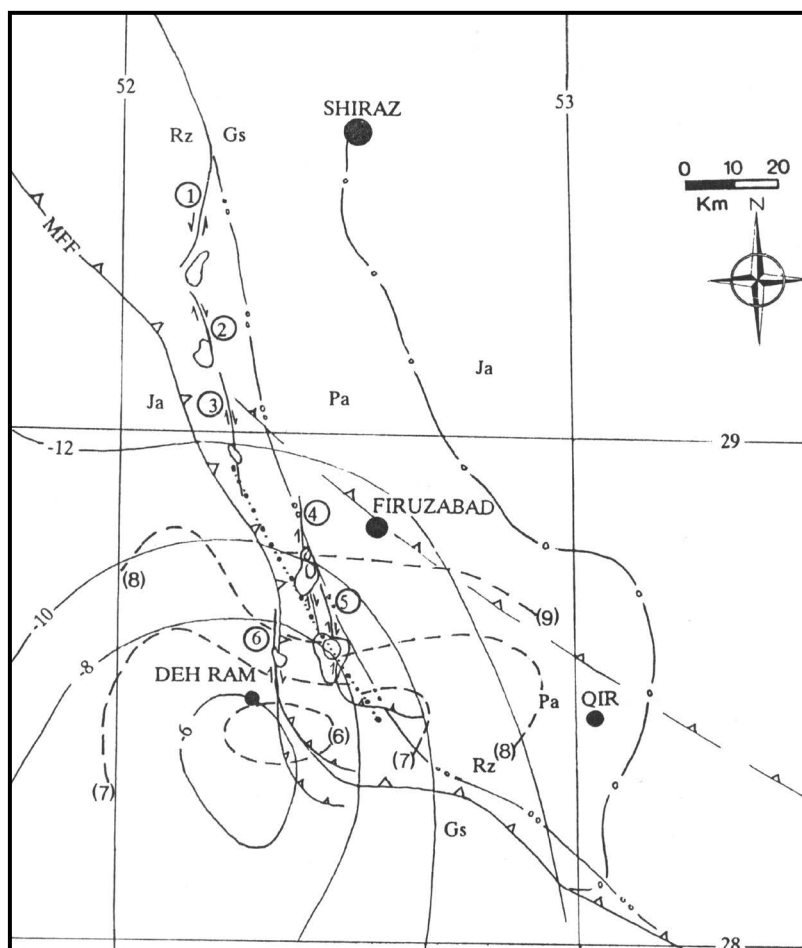 52
53
SHIRAZ
Rz
Gs
0 10 20
Km
N
1
MFF
2
Ja
Ja
3
Pa
-12
29
4
FIRUZABAD
(8)
-10
5
(9)
6
-8
DEH RAM
Pa
QIR
-6
(6)
(7)
(7)
(8)
Rz
Gs
28